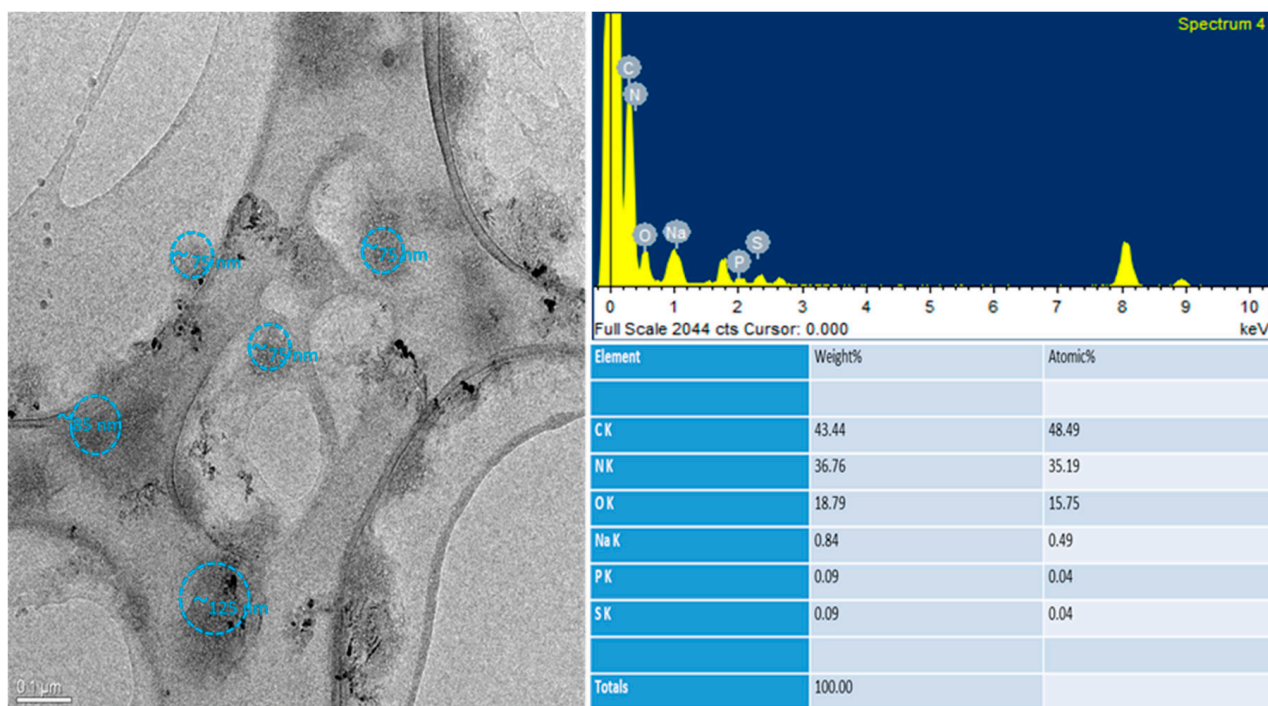 ~ 75 nm
~ 75 nm
~ 75 nm
~ 85 nm
~ 125 nm
0.1 µm
Spectrum 4
C
N
O
Na
P
S
0 1 2 3 4 5 6 7 8 9 10
Full Scale 2044 cts Cursor: 0.000 keV
Element Weight% Atomic%
C K 43.44 48.49
N K 36.76 35.19
O K 18.79 15.75
Na K 0.84 0.49
P K 0.09 0.04
S K 0.09 0.04
Totals 100.00